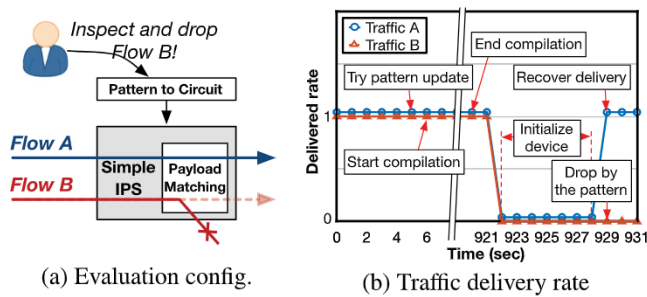 Inspect and drop
Flow B!
Pattern to Circuit
Flow A
Flow B
Simple
IPS
Payload
Matching
(a) Evaluation config.
Traffic A
Traffic B
End compilation
Try pattern update
Recover delivery
Start compilation
Initialize
device
Drop by
the pattern
Delivered rate
1
0
0 2 4 6 921 923 925 927 929 931
Time (sec)
(b) Traffic delivery rate